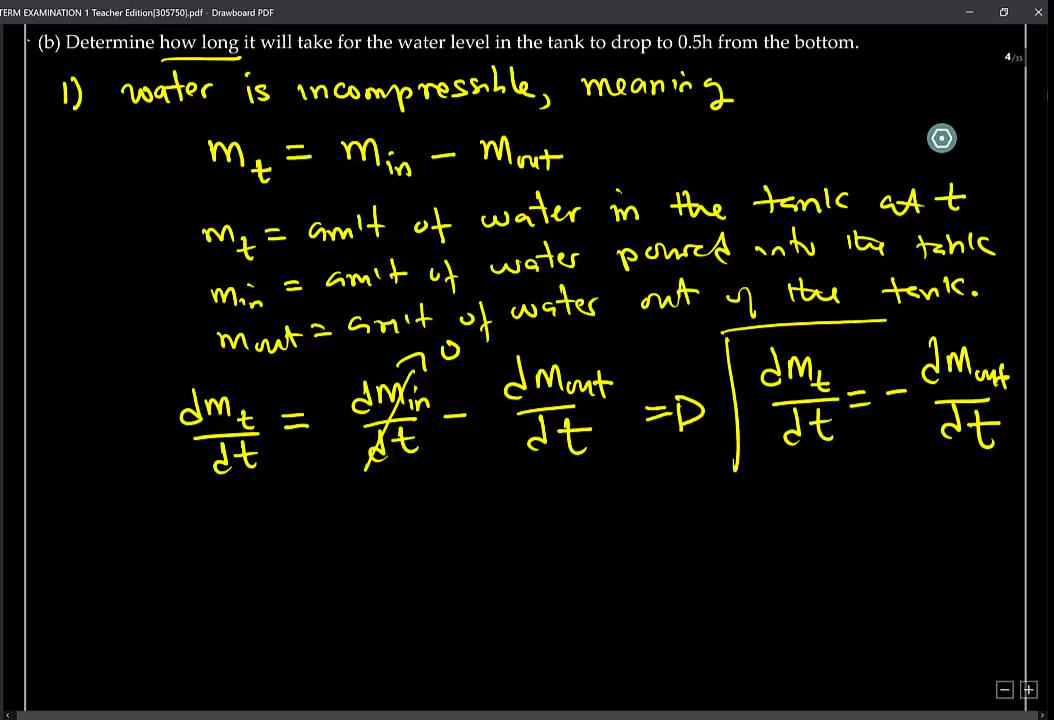 TERM EXAMINATION 1 Teacher Edition[305750].pdf - Drawboard PDF
(b) Determine how long it will take for the water level in the tank to drop to 0.5h from the bottom.
4/35
1) water is incompressible, meaning
m_t = m_in - m_out
m_t = am't of water in the tank at t
m_in = am't of water poured into the tank
m_out = am't of water out of the tank.
0
dm_t/dt = dm_in/dt - dm_out/dt => dm_t/dt = - dm_out/dt